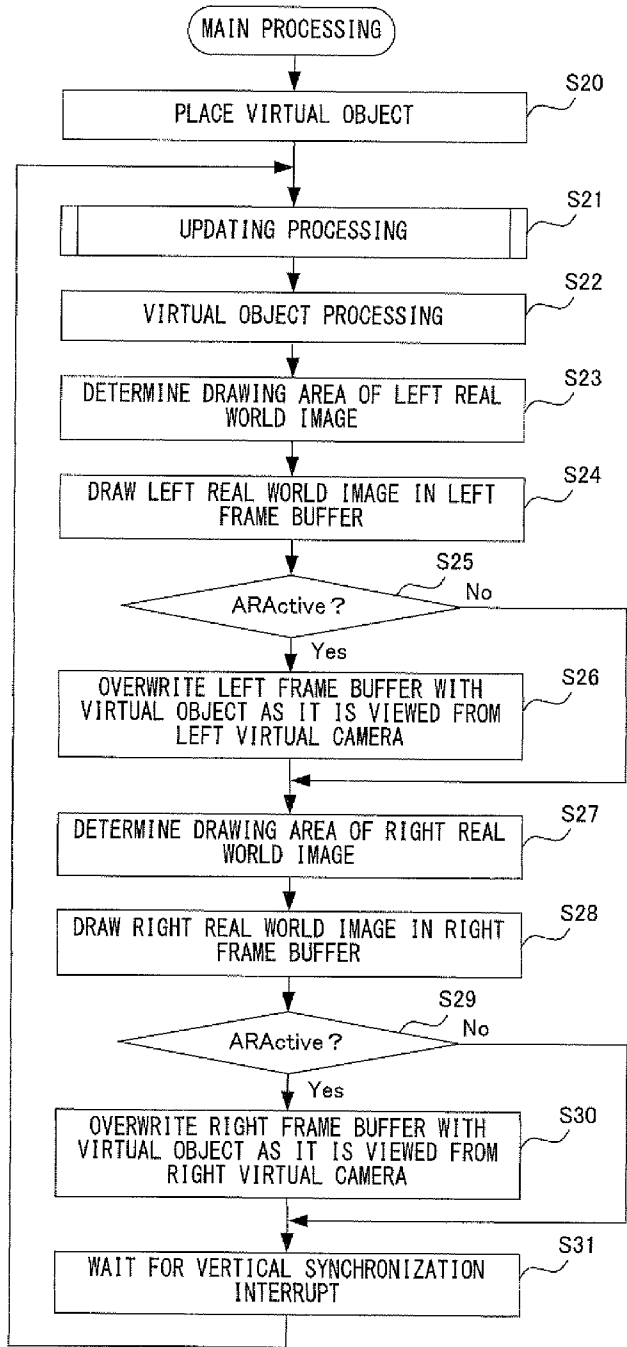 MAIN PROCESSING
S20
PLACE VIRTUAL OBJECT
S21
UPDATING PROCESSING
S22
VIRTUAL OBJECT PROCESSING
S23
DETERMINE DRAWING AREA OF LEFT REAL
WORLD IMAGE
S24
DRAW LEFT REAL WORLD IMAGE IN LEFT
FRAME BUFFER
S25
ARActive?
No
Yes
OVERWRITE LEFT FRAME BUFFER WITH
VIRTUAL OBJECT AS IT IS VIEWED FROM
LEFT VIRTUAL CAMERA
S26
S27
DETERMINE DRAWING AREA OF RIGHT REAL
WORLD IMAGE
S28
DRAW RIGHT REAL WORLD IMAGE IN RIGHT
FRAME BUFFER
S29
ARActive?
No
Yes
OVERWRITE RIGHT FRAME BUFFER WITH
VIRTUAL OBJECT AS IT IS VIEWED FROM
RIGHT VIRTUAL CAMERA
S30
S31
WAIT FOR VERTICAL SYNCHRONIZATION
INTERRUPT